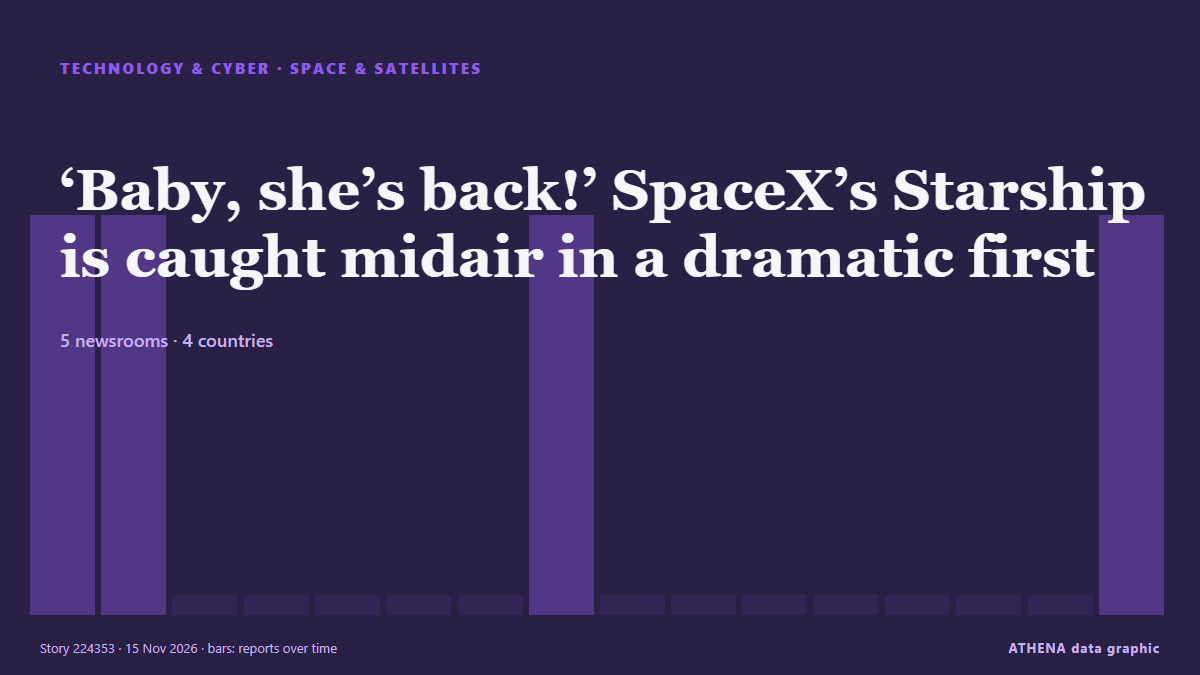 TECHNOLOGY & CYBER · SPACE & SATELLITES
‘Baby, she’s back!’ SpaceX’s Starship
is caught midair in a dramatic first
5 newsrooms · 4 countries
Story 224353 · 15 Nov 2026 · bars: reports over time
ATHENA data graphic